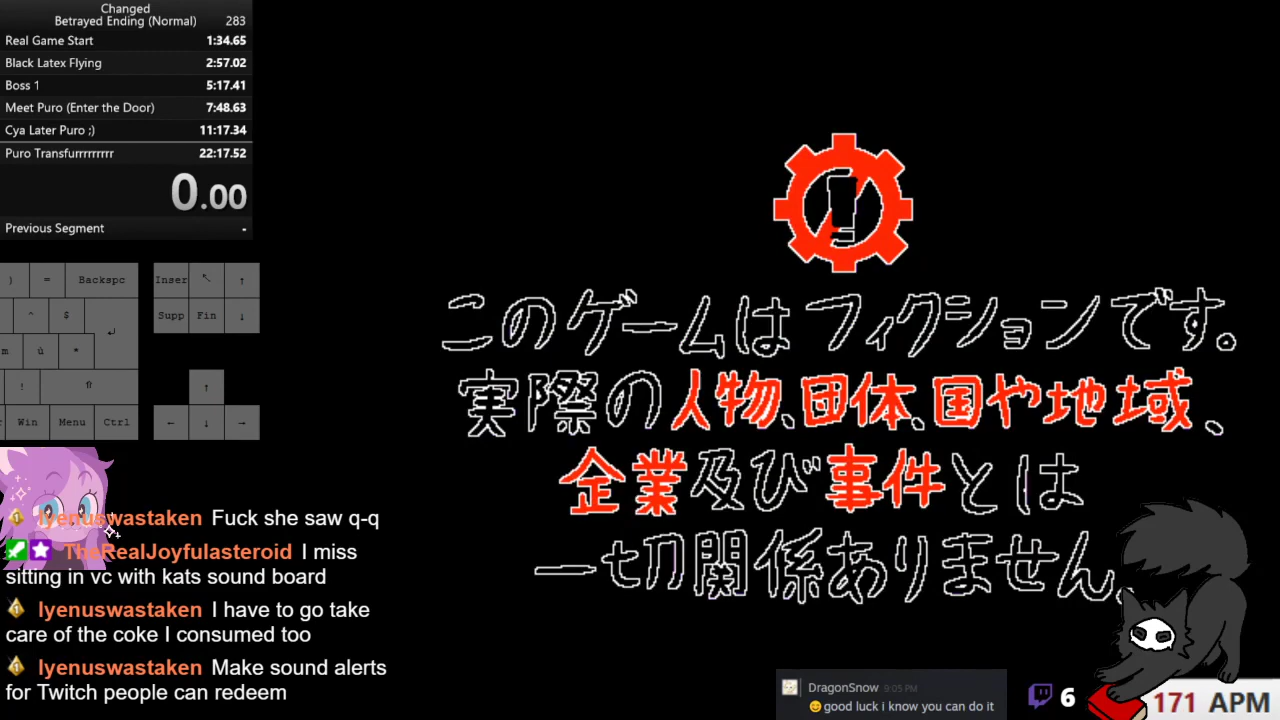 Changed
Betrayed Ending (Normal) 283
Real Game Start 1:34.65
Black Latex Flying 2:57.02
Boss 1 5:17.41
Meet Puro (Enter the Door) 7:48.63
Cya Later Puro ;) 11:17.34
Puro Transfurrrrrrrrr 22:17.52
0.00
Previous Segment -
) = Backspc Inser ↖ ↑
^ $ ↵ Supp Fin ↓
m ù *
! ⇧ ↑
Win Menu Ctrl ← ↓ →
このゲームはフィクションです。
実際の人物、団体、国や地域、
企業及び事件とは
一切関係ありません。
lyenuswastaken Fuck she saw q-q
TheRealJoyfulasteroid I miss
sitting in vc with kats sound board
lyenuswastaken I have to go take
care of the coke I consumed too
lyenuswastaken Make sound alerts
for Twitch people can redeem
DragonSnow 9:05 PM
😊good luck i know you can do it
6
171 APM